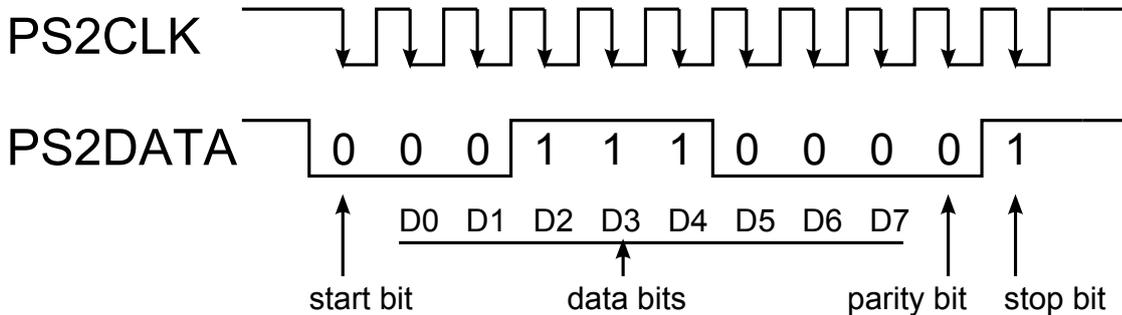 PS2CLK
PS2DATA 0 0 0 1 1 1 0 0 0 0 1
D0 D1 D2 D3 D4 D5 D6 D7
start bit data bits parity bit stop bit